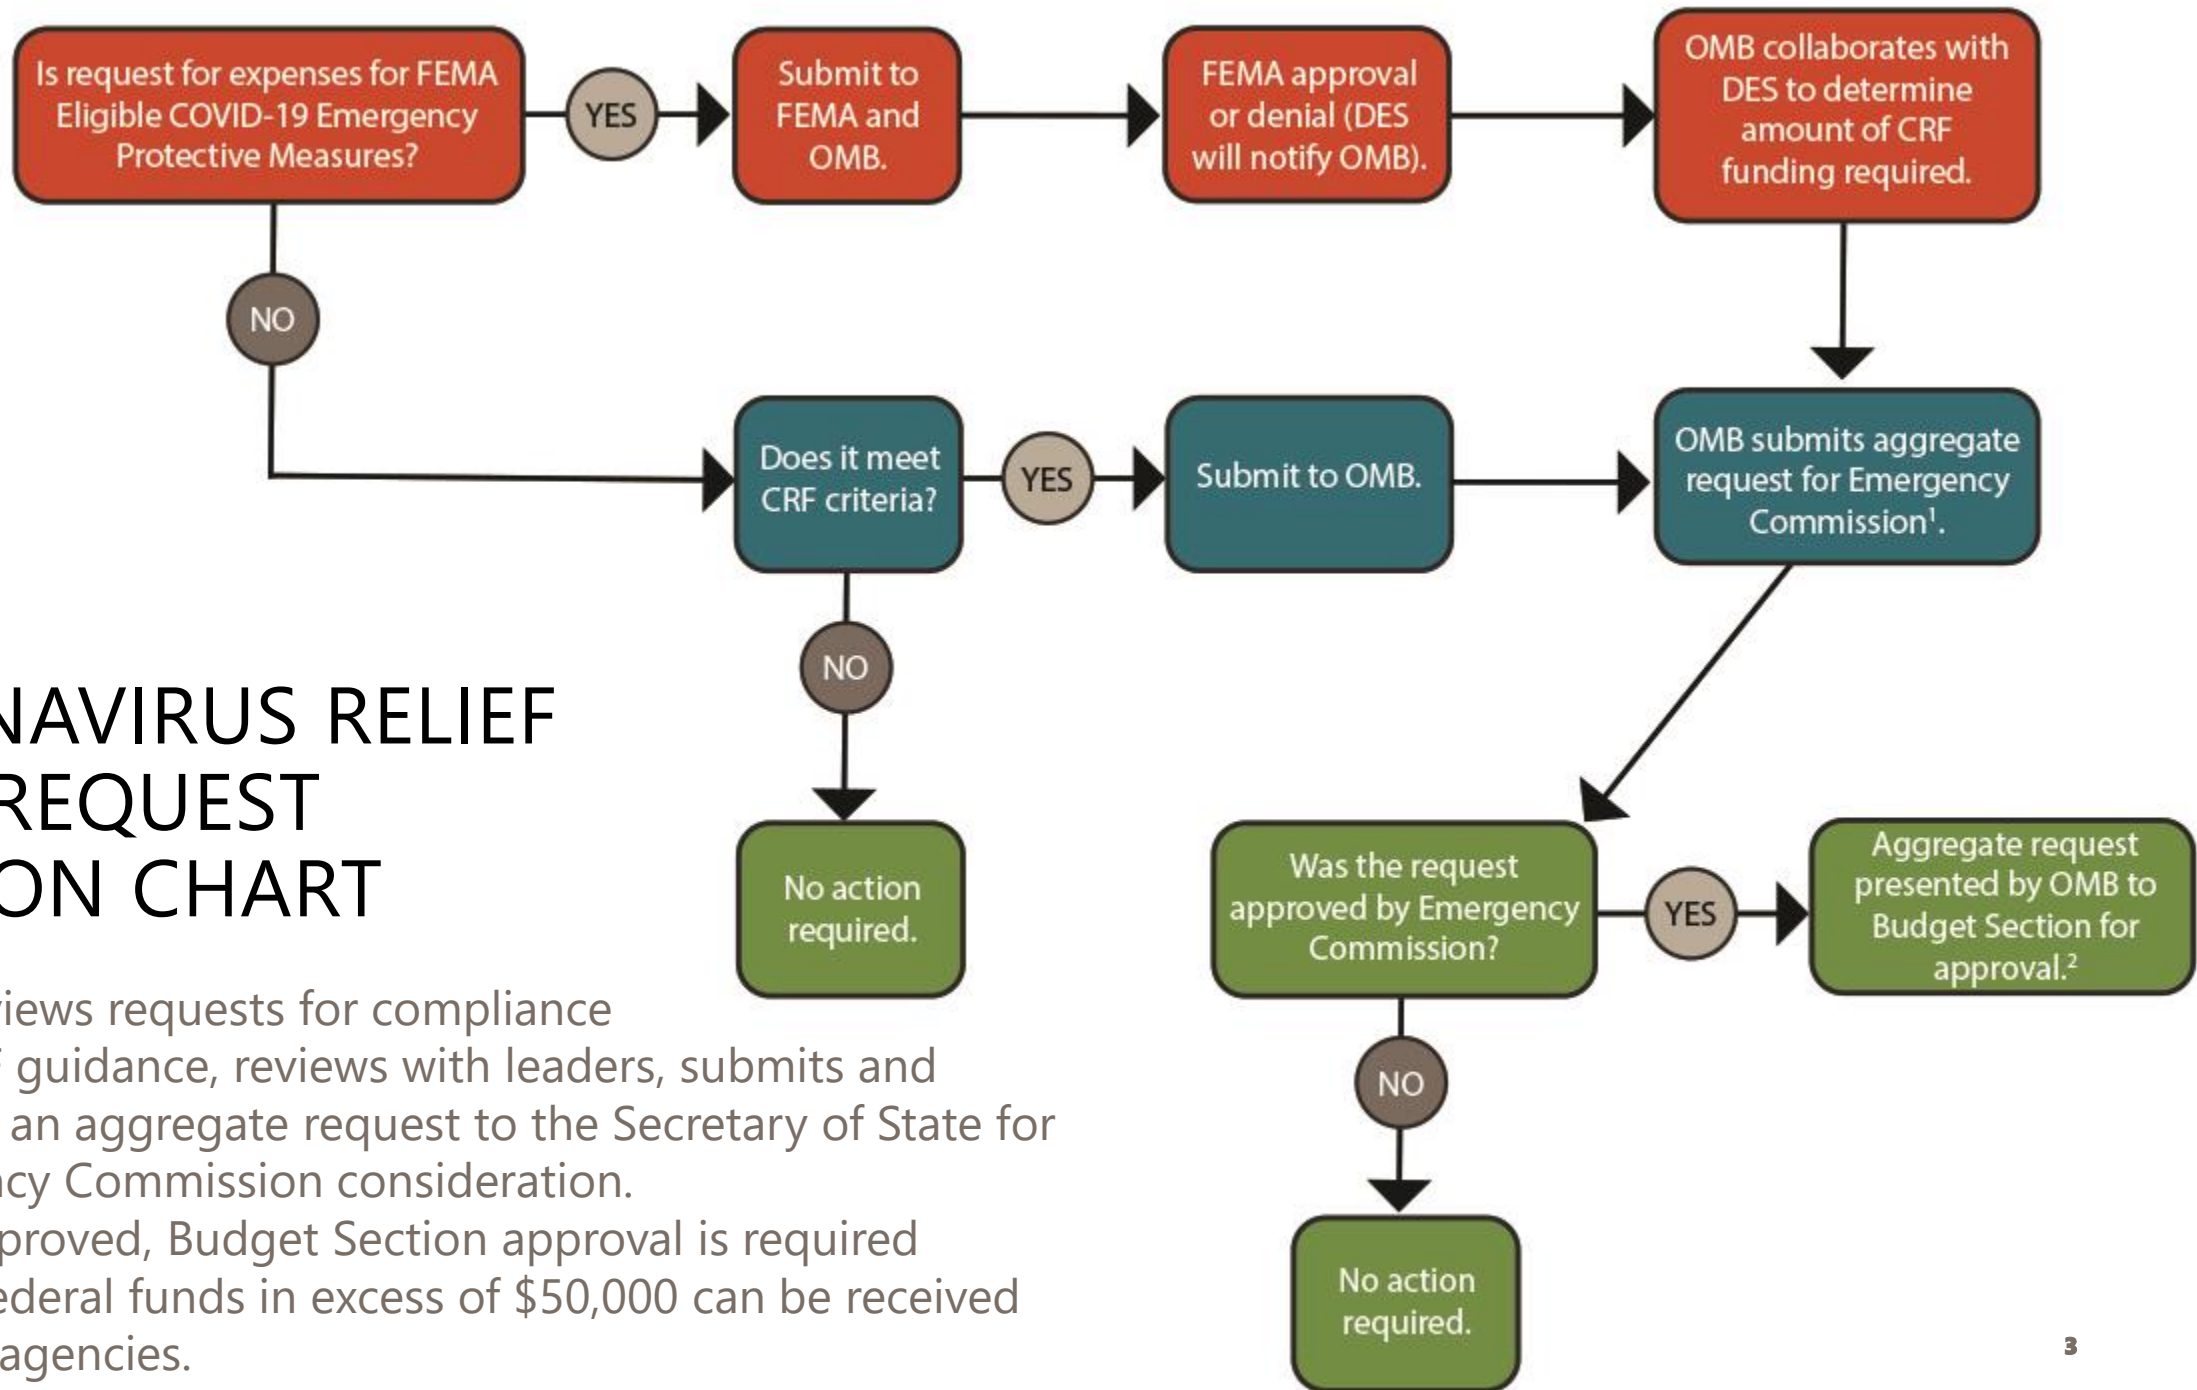 Is request for expenses for FEMA
Eligible COVID-19 Emergency
Protective Measures?
YES
Submit to
FEMA and
OMB.
FEMA approval
or denial (DES
will notify OMB).
OMB collaborates with
DES to determine
amount of CRF
funding required.
NO
Does it meet
CRF criteria?
YES
Submit to OMB.
OMB submits aggregate
request for Emergency
Commission¹.
NO
No action
required.
Was the request
approved by Emergency
Commission?
YES
Aggregate request
presented by OMB to
Budget Section for
approval.²
NO
No action
required.
NAVIRUS RELIEF
REQUEST
ON CHART
views requests for compliance
guidance, reviews with leaders, submits and
an aggregate request to the Secretary of State for
ncy Commission consideration.
proved, Budget Section approval is required
ederal funds in excess of $50,000 can be received
agencies.
3